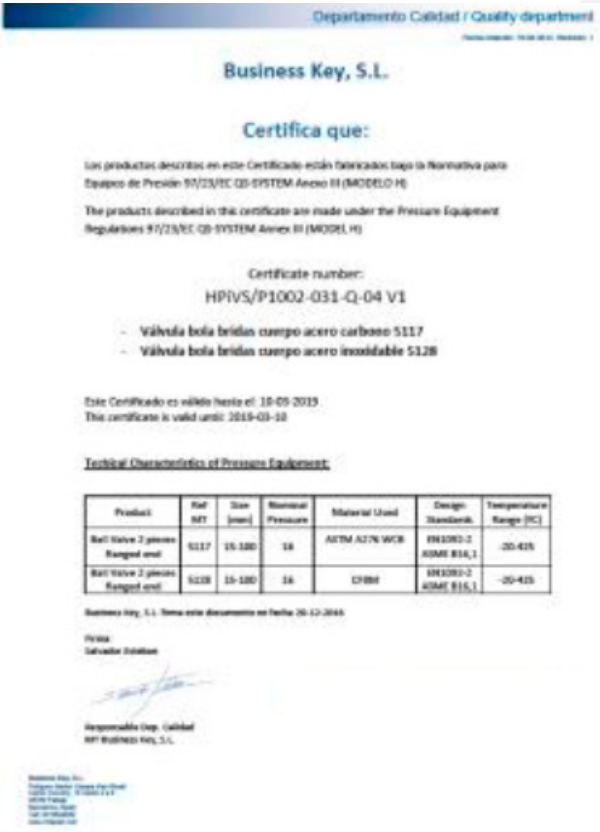 Departamento Calidad / Quality department
Business Key, S.L.
Certifica que:
Los productos descritos en este Certificado están fabricados bajo la Normativa para
Equipos de Presión 97/23/EC QS-SYSTEM Anexo III (MODELO H)
The products described in this certificate are made under the Pressure Equipment
Regulations 97/23/EC QS-SYSTEM Annex III (MODEL H)
Certificate number:
HPiVS/P1002-031-Q-04 V1
- Válvula bola bridas cuerpo acero carbono 5117
- Válvula bola bridas cuerpo acero inoxidable 5128
Este Certificado es válido hasta el: 10-03-2019
This certificate is valid until: 2019-03-10
Techical Characteristics of Pressure Equipment:
Product Ref MT Size (mm) Nominal Pressure Material Used Design Standards Temperature Range (ºC)
Ball Valve 2 pieces flanged end 5117 15-100 16 ASTM A276 WCB EN1092-2 ASME B16,1 -20-425
Ball Valve 2 pieces flanged end 5128 15-100 16 CF8M EN1092-2 ASME B16,1 -20-425
Business Key, S.L. firma este documento en fecha 20-12-2016
Firma:
Salvador Esteban
Responsable Dep. Calidad
MT Business Key, S.L.
Business Key, S.L.